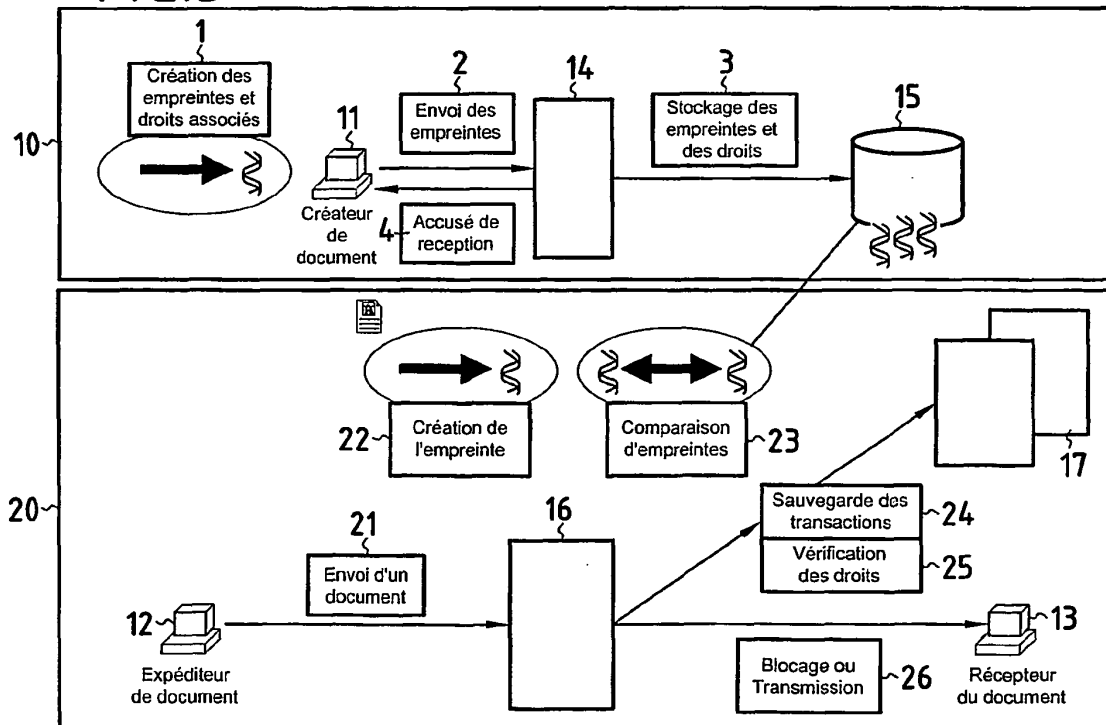 1
Création des
empreintes et
droits associés
2
Envoi des
empreintes
14
3
Stockage des
empreintes et
des droits
15
10
11
Créateur
de
document
4
Accusé de
reception
22
Création de
l'empreinte
Comparaison
d'empreintes
23
17
20
21
Envoi d'un
document
16
Sauvegarde des
transactions
24
Vérification
des droits
25
12
Expéditeur
de document
Blocage ou
Transmission
26
13
Récepteur
du document